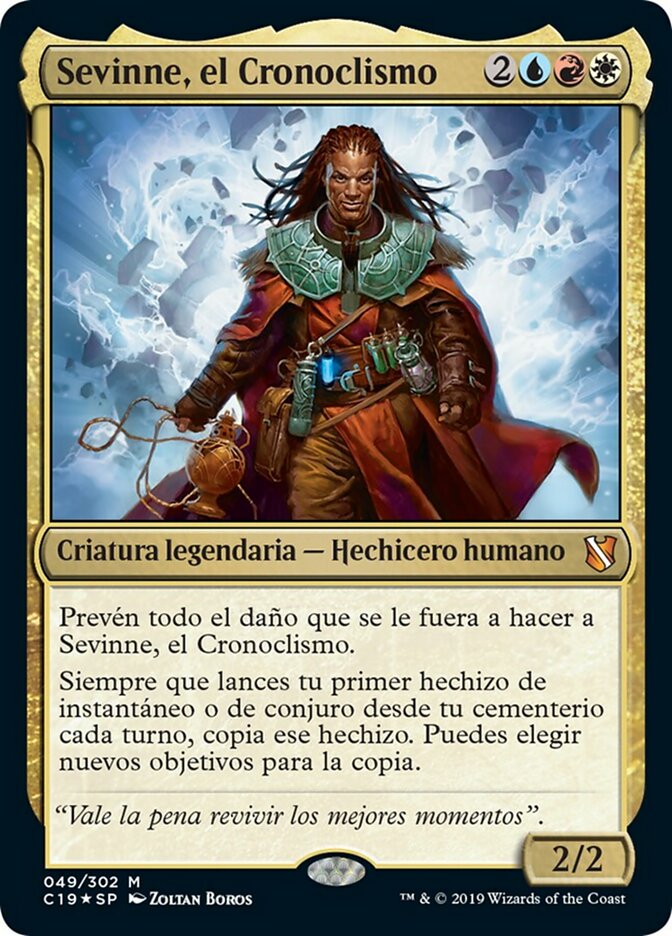 Sevinne, el Cronoclismo 2
Criatura legendaria — Hechicero humano
Prevén todo el daño que se le fuera a hacer a
Sevinne, el Cronoclismo.
Siempre que lances tu primer hechizo de
instantáneo o de conjuro desde tu cementerio
cada turno, copia ese hechizo. Puedes elegir
nuevos objetivos para la copia.
“Vale la pena revivir los mejores momentos”.
2/2
049/302 M
C19★SP Zoltan Boros
™ & © 2019 Wizards of the Coast